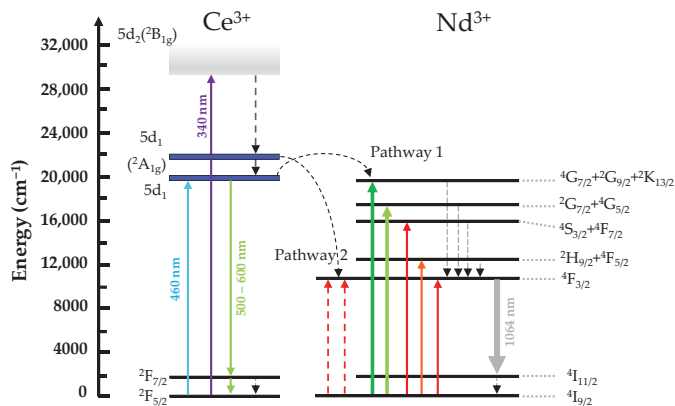 Ce³⁺
Nd³⁺
Energy (cm⁻¹)
32,000
28,000
24,000
20,000
16,000
12,000
8000
4000
0
5d₂(²B₁g)
5d₁
(²A₁g)
5d₁
340 nm
460 nm
500 – 600 nm
²F₇/₂
²F₅/₂
Pathway 1
Pathway 2
1064 nm
⁴G₇/₂+²G₉/₂+²K₁₃/₂
²G₇/₂+⁴G₅/₂
⁴S₃/₂+⁴F₇/₂
²H₉/₂+⁴F₅/₂
⁴F₃/₂
⁴I₁₁/₂
⁴I₉/₂